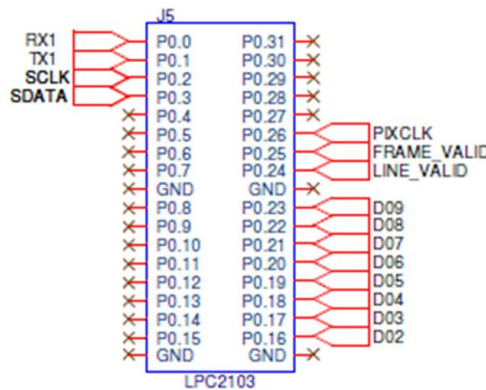 J5
RX1 P0.0 P0.31
TX1 P0.1 P0.30
SCLK P0.2 P0.29
SDATA P0.3 P0.28
P0.4 P0.27
P0.5 P0.26 PIXCLK
P0.6 P0.25 FRAME_VALID
P0.7 P0.24 LINE_VALID
GND GND
P0.8 P0.23 D09
P0.9 P0.22 D08
P0.10 P0.21 D07
P0.11 P0.20 D06
P0.12 P0.19 D05
P0.13 P0.18 D04
P0.14 P0.17 D03
P0.15 P0.16 D02
GND GND
LPC2103